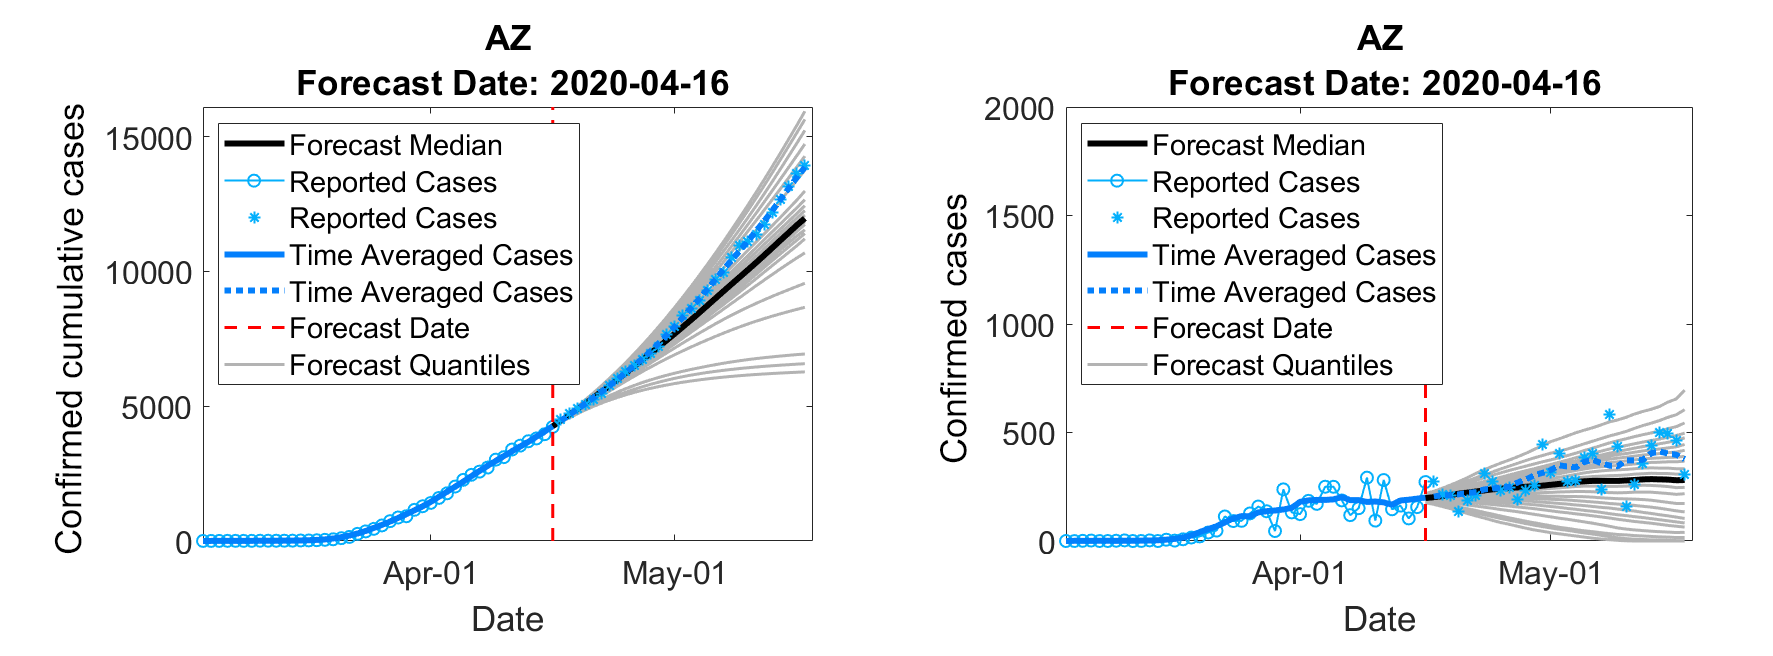 AZ
Forecast Date: 2020-04-16
Confirmed cumulative cases
15000
10000
5000
0
Forecast Median
Reported Cases
Reported Cases
Time Averaged Cases
Time Averaged Cases
Forecast Date
Forecast Quantiles
Apr-01
May-01
Date
AZ
Forecast Date: 2020-04-16
Confirmed cases
2000
1500
1000
500
0
Forecast Median
Reported Cases
Reported Cases
Time Averaged Cases
Time Averaged Cases
Forecast Date
Forecast Quantiles
Apr-01
May-01
Date